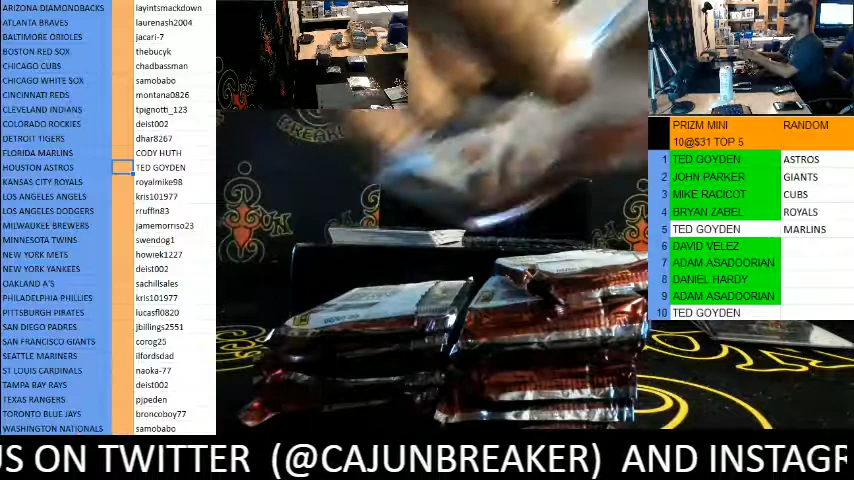 ARIZONA DIAMONDBACKS layintsmackdown
ATLANTA BRAVES laurenash2004
BALTIMORE ORIOLES jacari-7
BOSTON RED SOX thebucyk
CHICAGO CUBS chadbassman
CHICAGO WHITE SOX samobabo
CINCINNATI REDS montana0826
CLEVELAND INDIANS tpignotti_123
COLORADO ROCKIES deist002
DETROIT TIGERS dhar8267
FLORIDA MARLINS CODY HUTH
HOUSTON ASTROS TED GOYDEN
KANSAS CITY ROYALS royalmike98
LOS ANGELES ANGELS kris101977
LOS ANGELES DODGERS rruffin83
MILWAUKEE BREWERS jamemorriso23
MINNESOTA TWINS swendog1
NEW YORK METS howiek1227
NEW YORK YANKEES deist002
OAKLAND A'S sachillsales
PHILADELPHIA PHILLIES kris101977
PITTSBURGH PIRATES lucasfl0820
SAN DIEGO PADRES jbillings2551
SAN FRANCISCO GIANTS corog25
SEATTLE MARINERS ilfordsdad
ST LOUIS CARDINALS naoka-77
TAMPA BAY RAYS deist002
TEXAS RANGERS pjpeden
TORONTO BLUE JAYS broncoboy77
WASHINGTON NATIONALS samobabo
BREAK
PRIZM MINI RANDOM
10@$31 TOP 5
1 TED GOYDEN ASTROS
2 JOHN PARKER GIANTS
3 MIKE RACICOT CUBS
4 BRYAN ZABEL ROYALS
5 TED GOYDEN MARLINS
6 DAVID VELEZ
7 ADAM ASADOORIAN
8 DANIEL HARDY
9 ADAM ASADOORIAN
10 TED GOYDEN
US ON TWITTER (@CAJUNBREAKER) AND INSTAGR